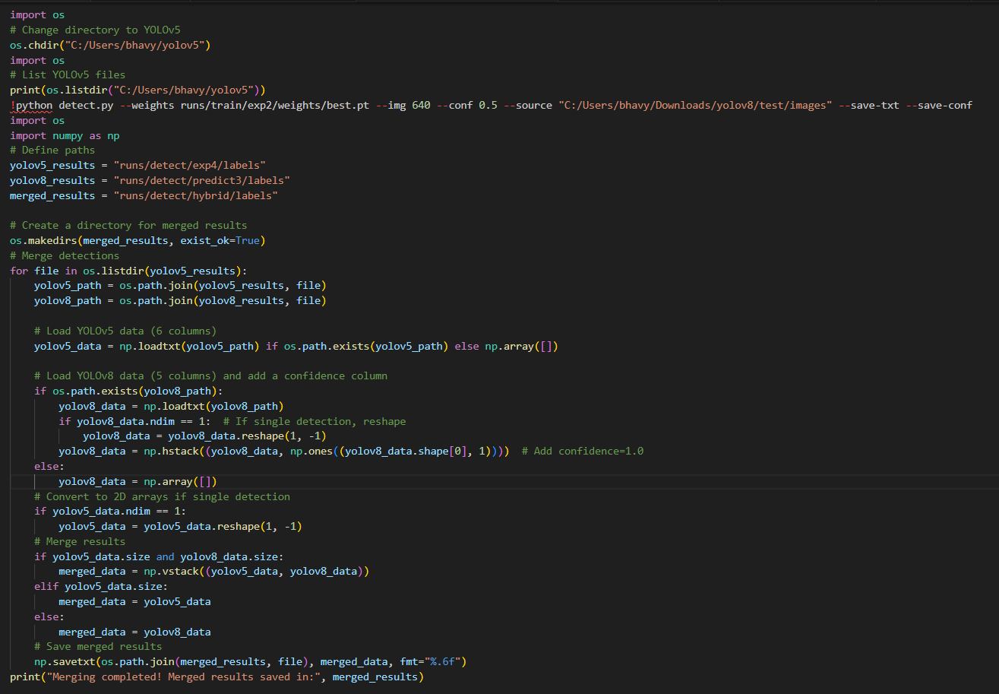 import os
# Change directory to YOLOv5
os.chdir("C:/Users/bhavy/yolov5")
import os
# List YOLOv5 files
print(os.listdir("C:/Users/bhavy/yolov5"))
!python detect.py --weights runs/train/exp2/weights/best.pt --img 640 --conf 0.5 --source "C:/Users/bhavy/Downloads/yolov8/test/images" --save-txt --save-conf
import os
import numpy as np
# Define paths
yolov5_results = "runs/detect/exp4/labels"
yolov8_results = "runs/detect/predict3/labels"
merged_results = "runs/detect/hybrid/labels"

# Create a directory for merged results
os.makedirs(merged_results, exist_ok=True)
# Merge detections
for file in os.listdir(yolov5_results):
    yolov5_path = os.path.join(yolov5_results, file)
    yolov8_path = os.path.join(yolov8_results, file)

    # Load YOLOv5 data (6 columns)
    yolov5_data = np.loadtxt(yolov5_path) if os.path.exists(yolov5_path) else np.array([])

    # Load YOLOv8 data (5 columns) and add a confidence column
    if os.path.exists(yolov8_path):
        yolov8_data = np.loadtxt(yolov8_path)
        if yolov8_data.ndim == 1:  # If single detection, reshape
            yolov8_data = yolov8_data.reshape(1, -1)
        yolov8_data = np.hstack((yolov8_data, np.ones((yolov8_data.shape[0], 1))))  # Add confidence=1.0
    else:
        yolov8_data = np.array([])
    # Convert to 2D arrays if single detection
    if yolov5_data.ndim == 1:
        yolov5_data = yolov5_data.reshape(1, -1)
    # Merge results
    if yolov5_data.size and yolov8_data.size:
        merged_data = np.vstack((yolov5_data, yolov8_data))
    elif yolov5_data.size:
        merged_data = yolov5_data
    else:
        merged_data = yolov8_data
    # Save merged results
    np.savetxt(os.path.join(merged_results, file), merged_data, fmt="%.6f")
print("Merging completed! Merged results saved in:", merged_results)